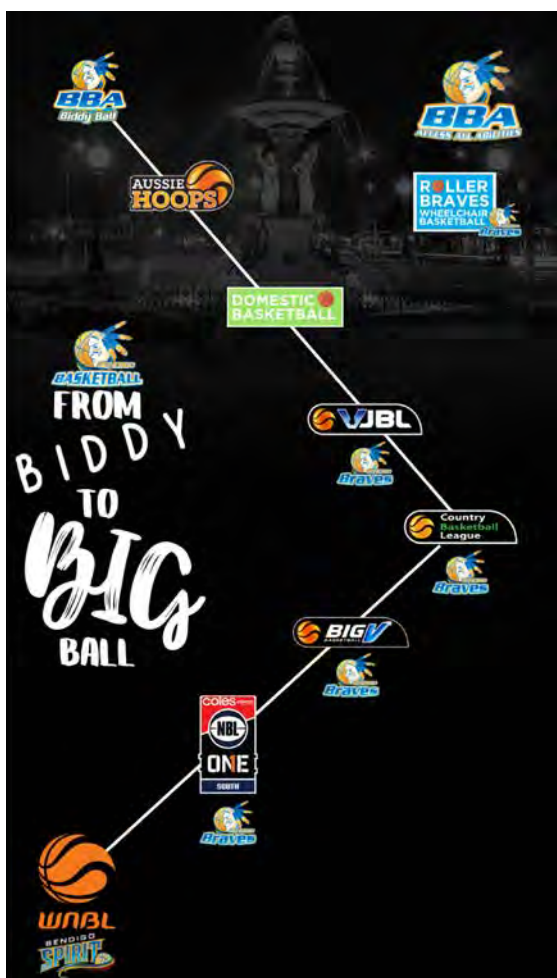 BBA
Biddy Ball
BBA
ACCESS ALL ABILITIES
AUSSIE
HOOPS
ROLLER
BRAVES
WHEELCHAIR
BASKETBALL
Braves
DOMESTIC
BASKETBALL
BASKETBALL
FROM
BIDDY
TO
BIG
BALL
VJBL
Braves
Country
Basketball
League
Braves
BIG V
BASKETBALL
Braves
coles
NBL
ONE
SOUTH
Braves
WNBL
BENDIGO
SPIRIT